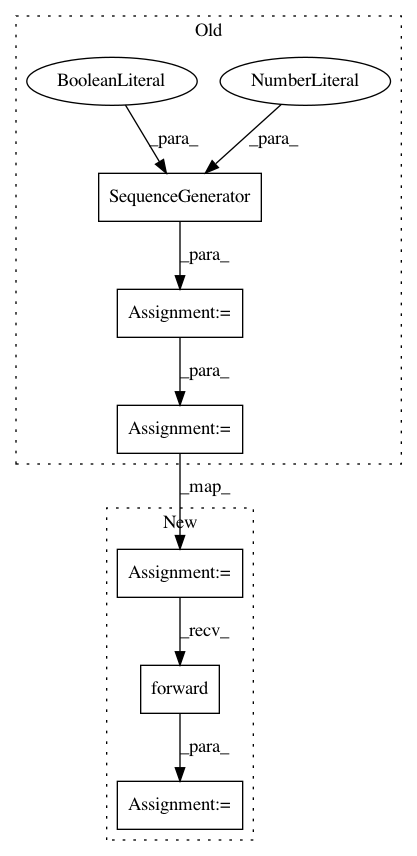 Old
BooleanLiteral
NumberLiteral
_para_
_para_
SequenceGenerator
_para_
Assignment:=
_para_
Assignment:=
_map_
New
Assignment:=
_recv_
forward
_para_
Assignment:=